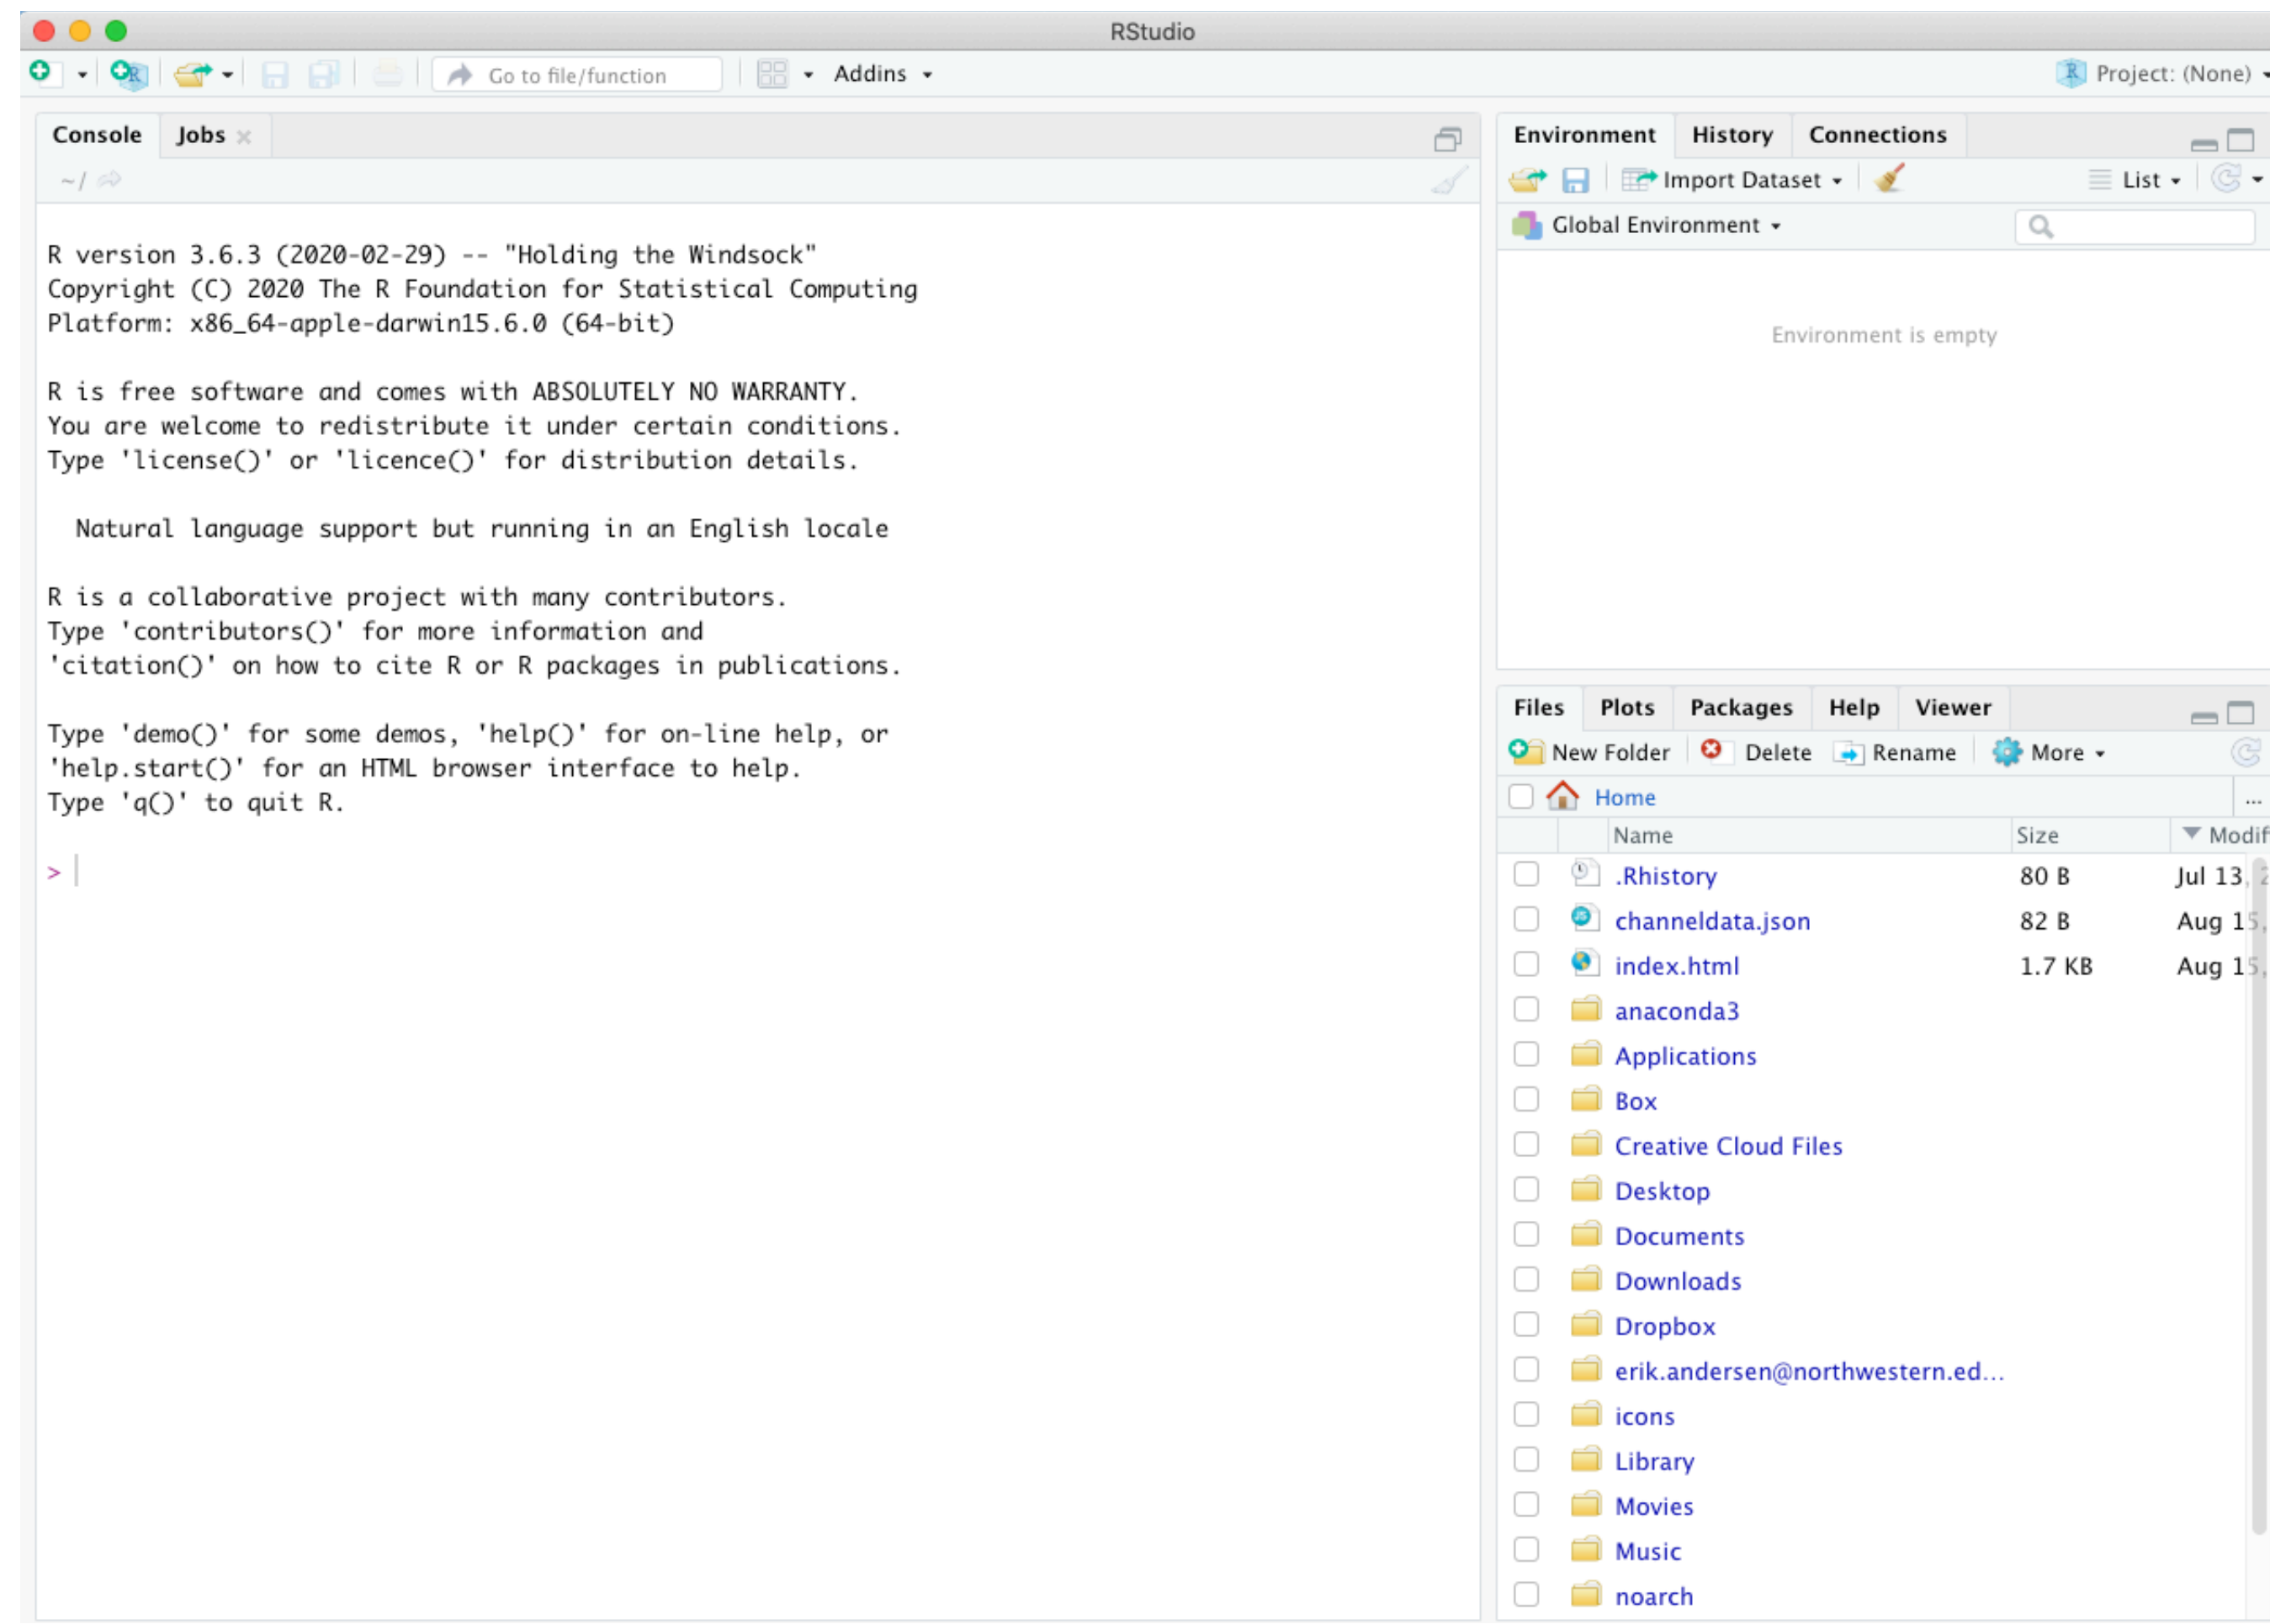 RStudio
Go to file/function
Addins
Project: (None)
Console Jobs
~/
R version 3.6.3 (2020-02-29) -- "Holding the Windsock"
Copyright (C) 2020 The R Foundation for Statistical Computing
Platform: x86_64-apple-darwin15.6.0 (64-bit)
R is free software and comes with ABSOLUTELY NO WARRANTY.
You are welcome to redistribute it under certain conditions.
Type 'license()' or 'licence()' for distribution details.
Natural language support but running in an English locale
R is a collaborative project with many contributors.
Type 'contributors()' for more information and
'citation()' on how to cite R or R packages in publications.
Type 'demo()' for some demos, 'help()' for on-line help, or
'help.start()' for an HTML browser interface to help.
Type 'q()' to quit R.
>
Environment History Connections
Import Dataset List
Global Environment
Environment is empty
Files Plots Packages Help Viewer
New Folder Delete Rename More
Home ...
Name Size Modif
.Rhistory 80 B Jul 13, 2
channeldata.json 82 B Aug 15,
index.html 1.7 KB Aug 15,
anaconda3
Applications
Box
Creative Cloud Files
Desktop
Documents
Downloads
Dropbox
erik.andersen@northwestern.ed...
icons
Library
Movies
Music
noarch